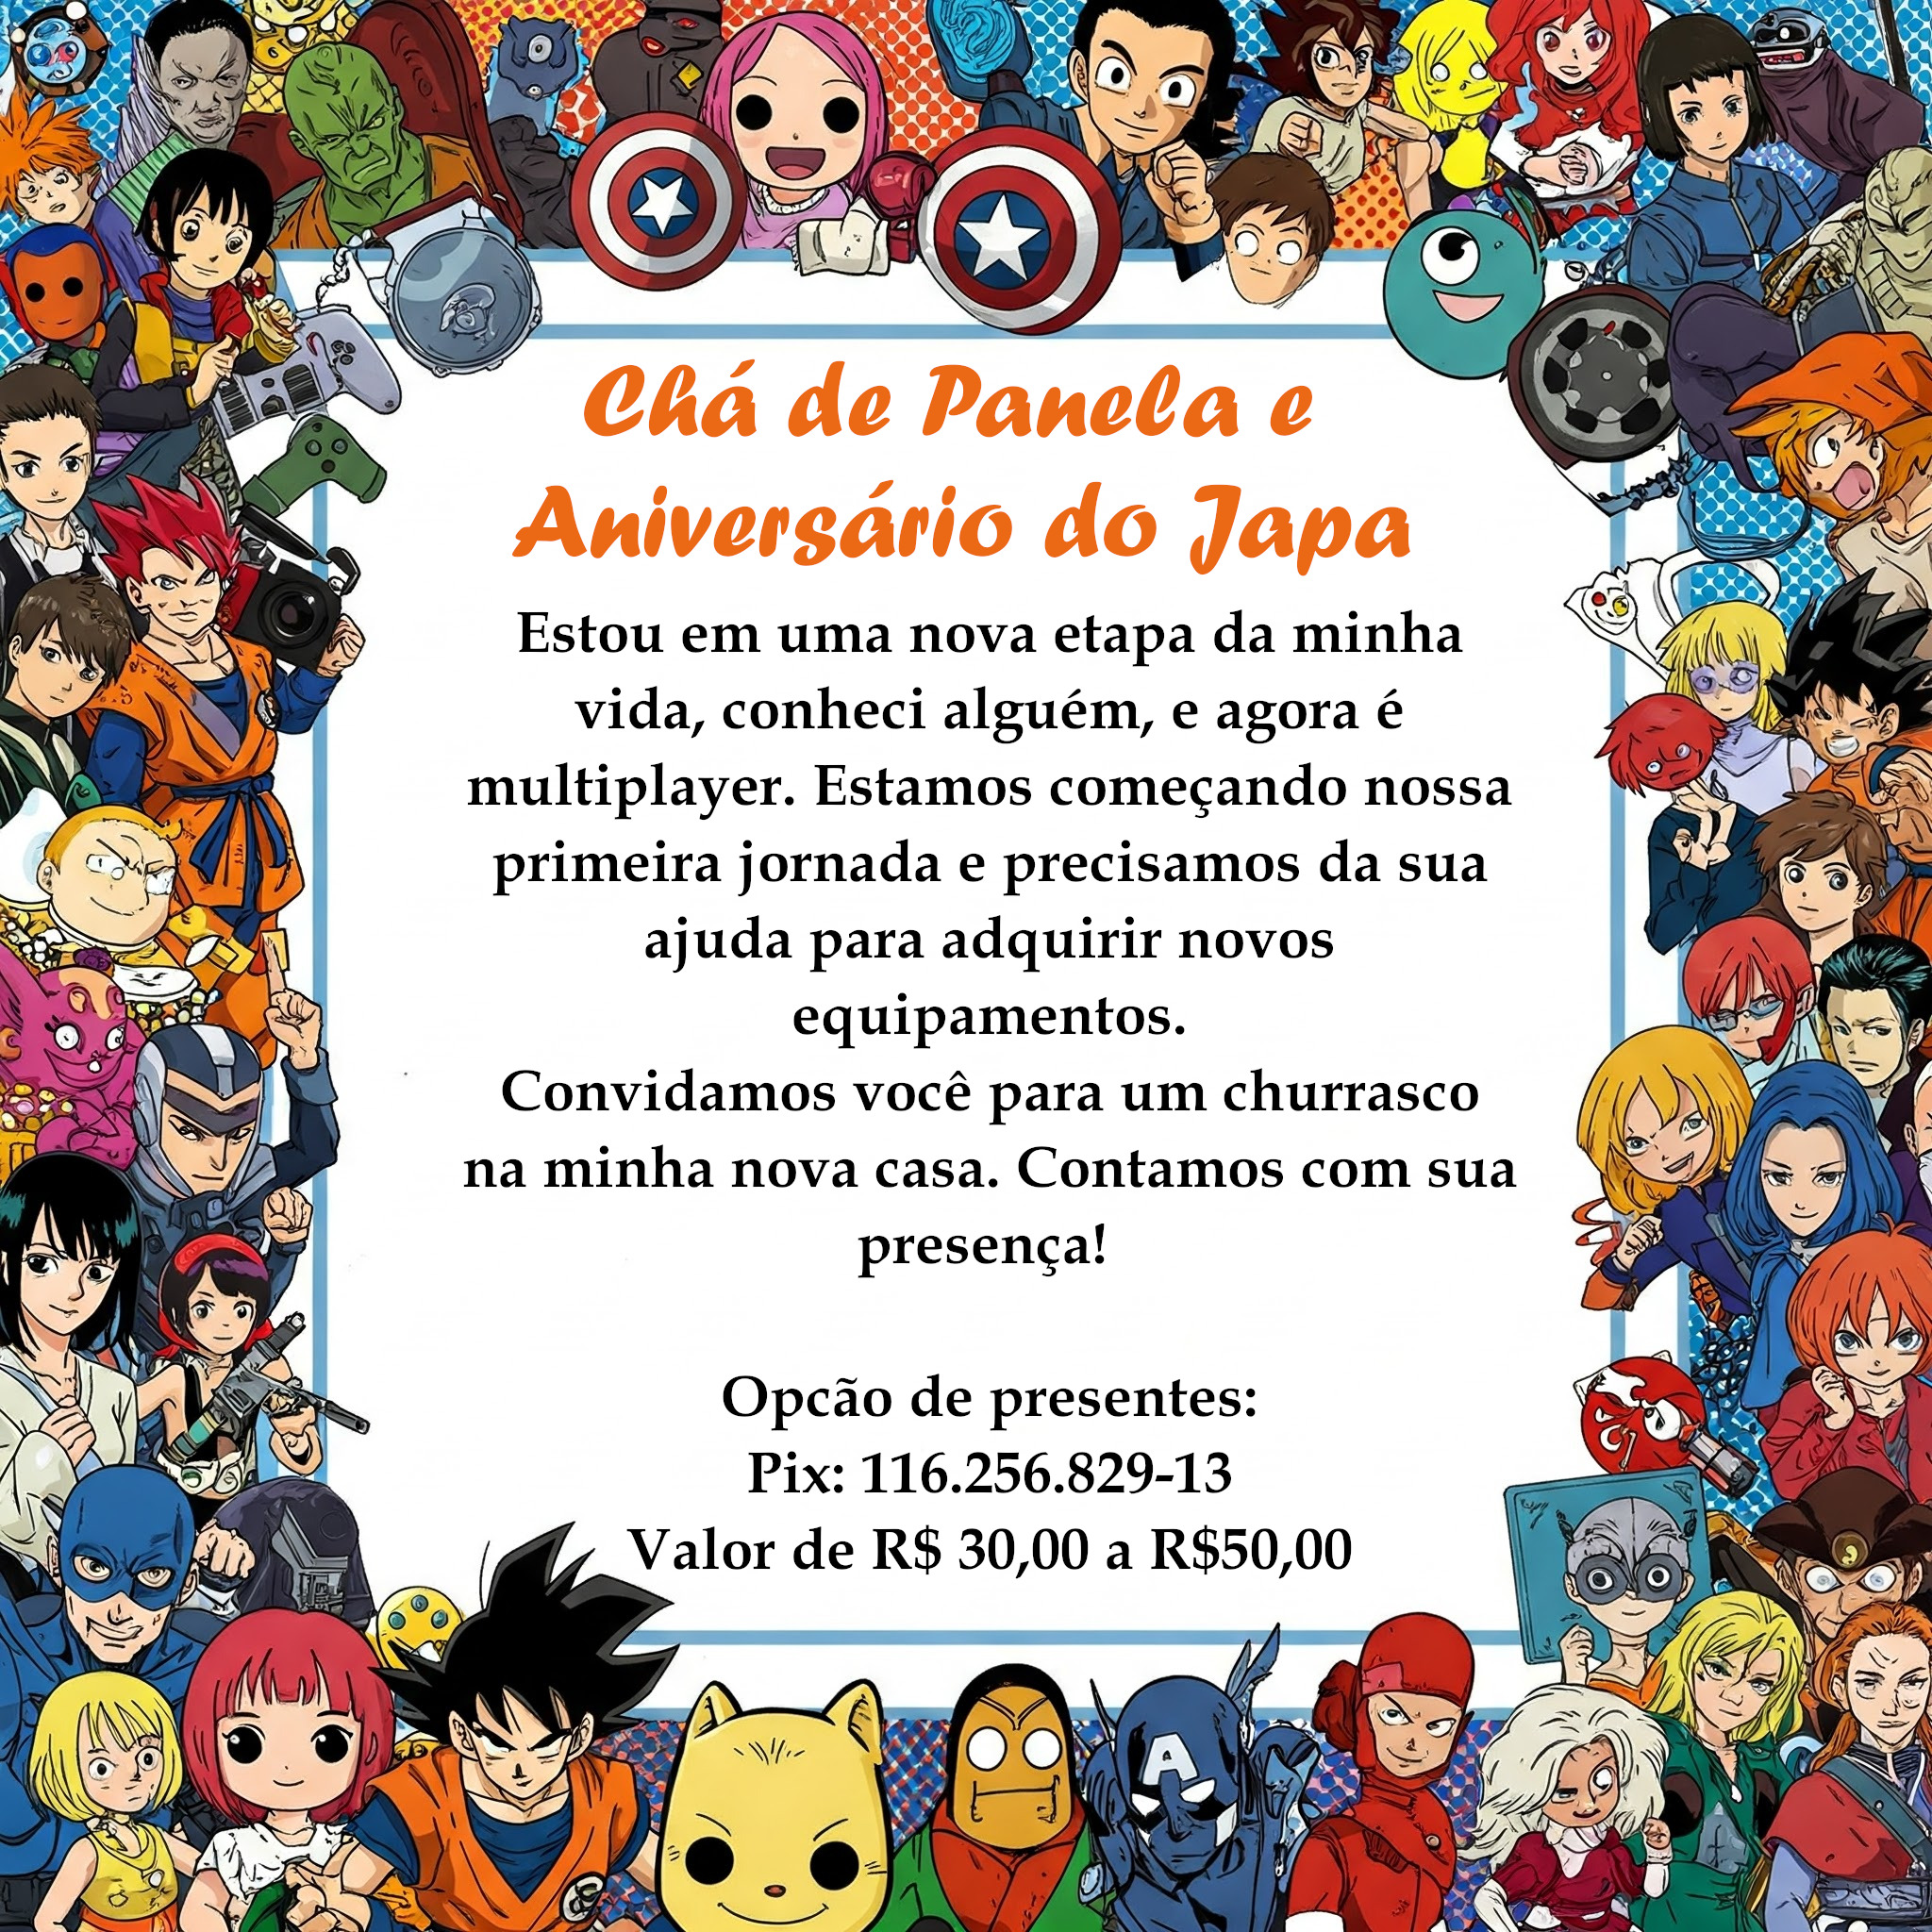 Chá de Panela e
Aniversário do Japa
Estou em uma nova etapa da minha
vida, conheci alguém, e agora é
multiplayer. Estamos começando nossa
primeira jornada e precisamos da sua
ajuda para adquirir novos
equipamentos.
Convidamos você para um churrasco
na minha nova casa. Contamos com sua
presença!
Opcão de presentes:
Pix: 116.256.829-13
Valor de R$ 30,00 a R$50,00
A